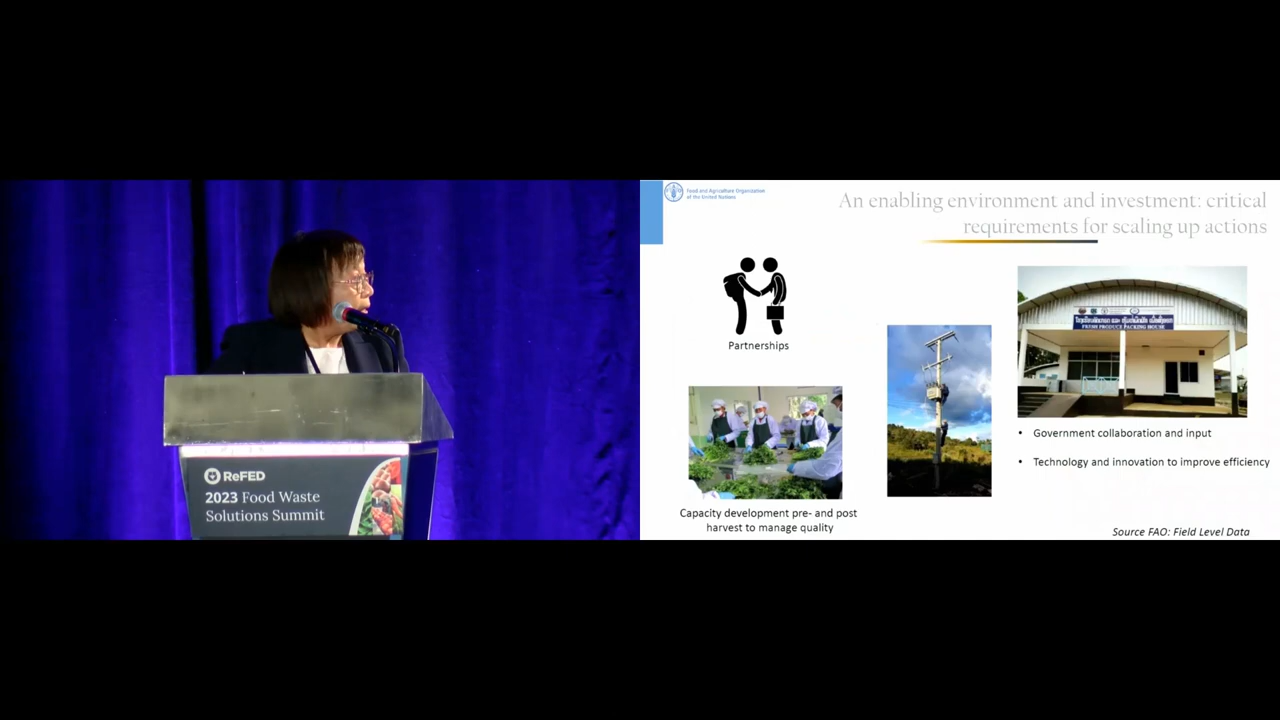 ReFED
2023 Food Waste
Solutions Summit
Food and Agriculture Organization
of the United Nations
An enabling environment and investment: critical
requirements for scaling up actions
Partnerships
Capacity development pre- and post
harvest to manage quality
FRESH PRODUCE PACKING HOUSE
• Government collaboration and input
• Technology and innovation to improve efficiency
Source FAO: Field Level Data